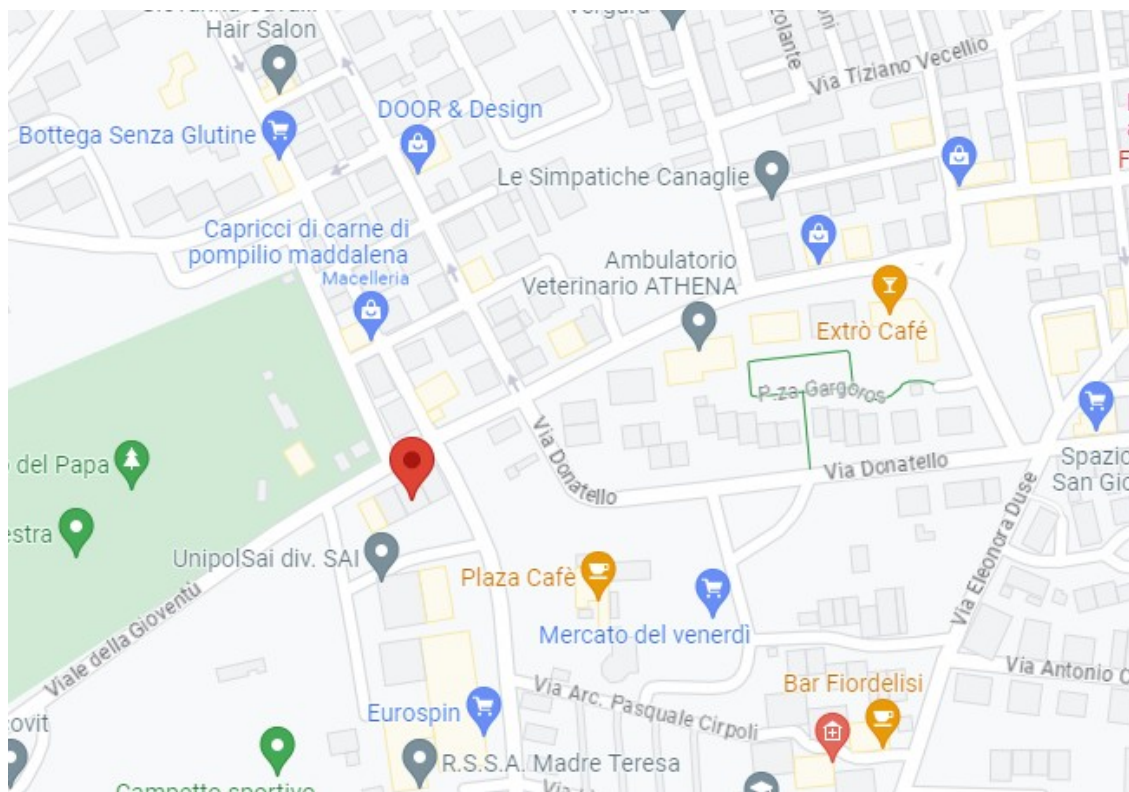 Hair Salon
Via Tiziano Vecellio
DOOR & Design
Bottega Senza Glutine
Le Simpatiche Canaglie
Capricci di carne di
pompilio maddalena
Macelleria
Ambulatorio
Veterinario ATHENA
Extrò Café
P.za Gargoros
Via Donatello
del Papa
Via Donatello
Spazio
San Gio
Via Eleonora Duse
UnipolSai div. SAI
Plaza Cafè
Mercato del venerdì
Viale della Gioventù
Via Antonio C
Via Arc. Pasquale Cirpoli
Bar Fiordelisi
Eurospin
R.S.S.A. Madre Teresa
Campetto sportivo